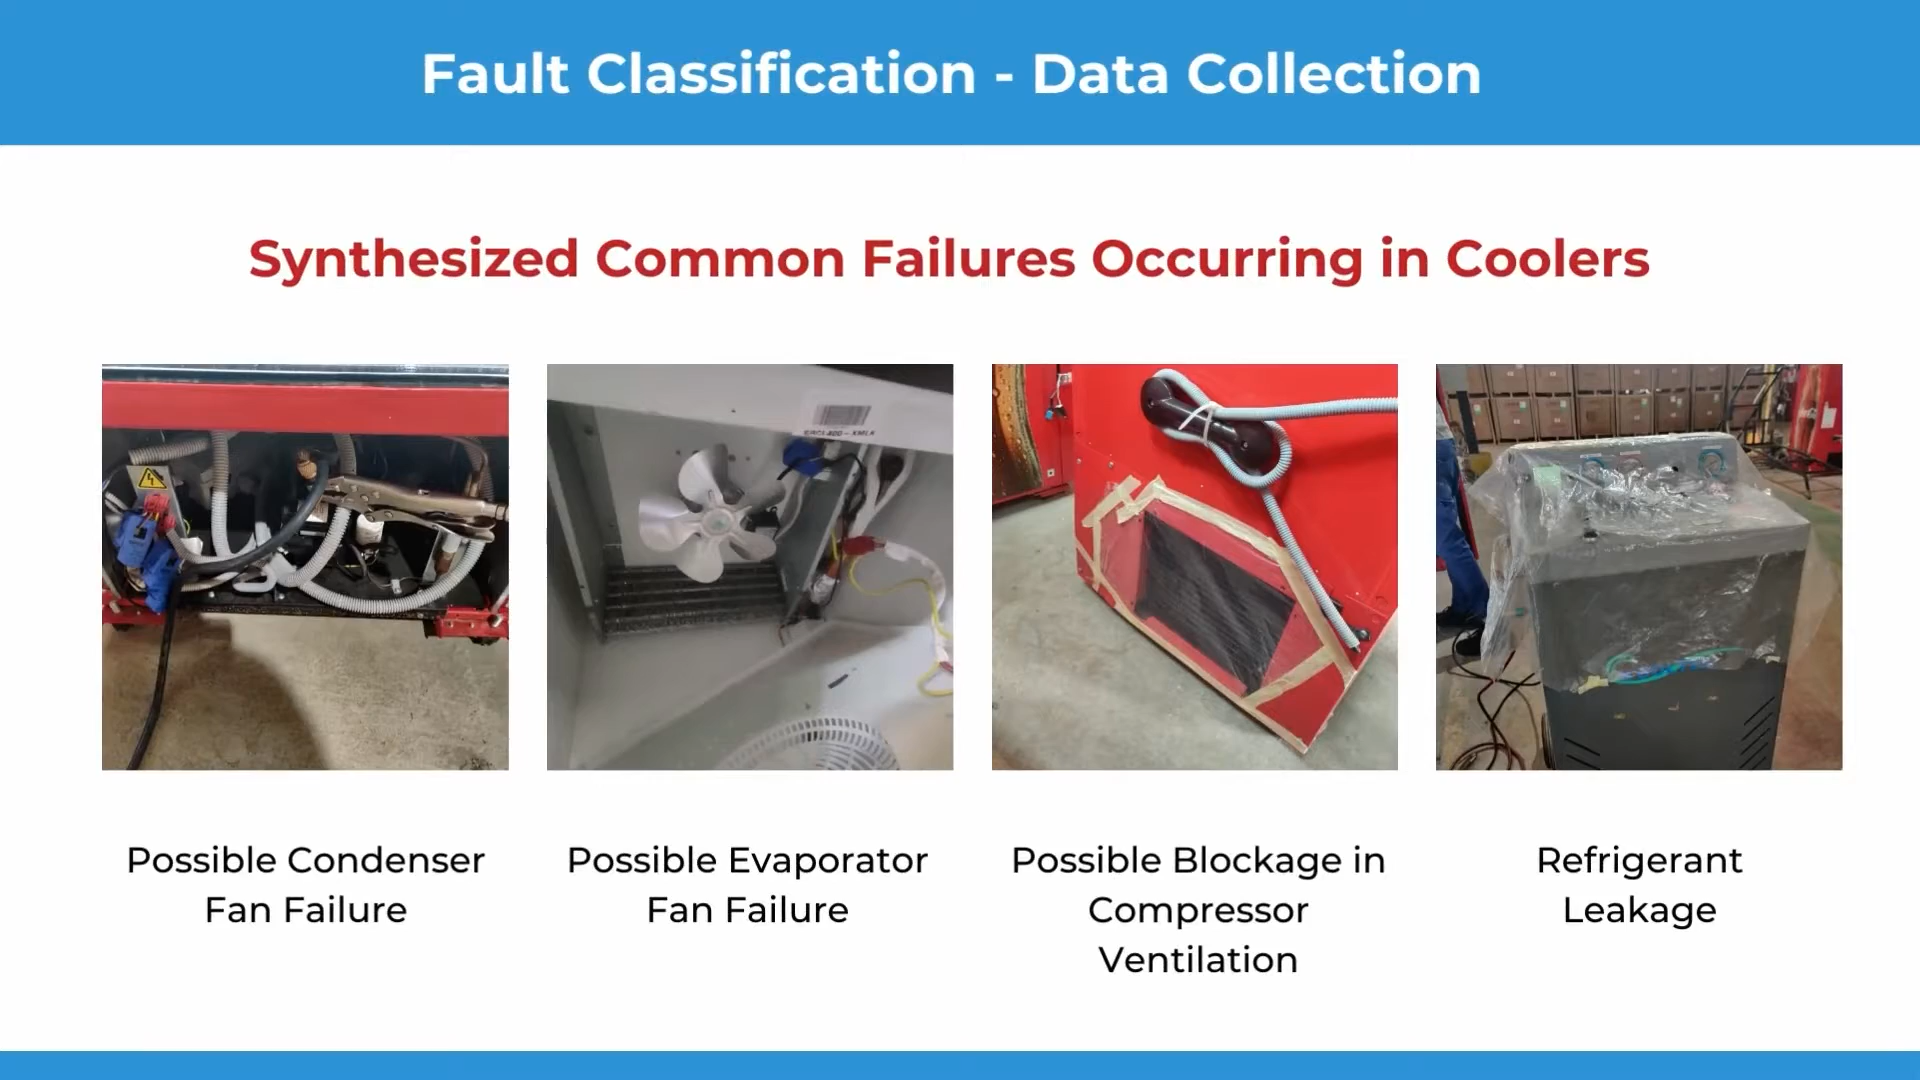 Fault Classification - Data Collection
Synthesized Common Failures Occurring in Coolers
Possible Condenser
Fan Failure
Possible Evaporator
Fan Failure
Possible Blockage in
Compressor
Ventilation
Refrigerant
Leakage